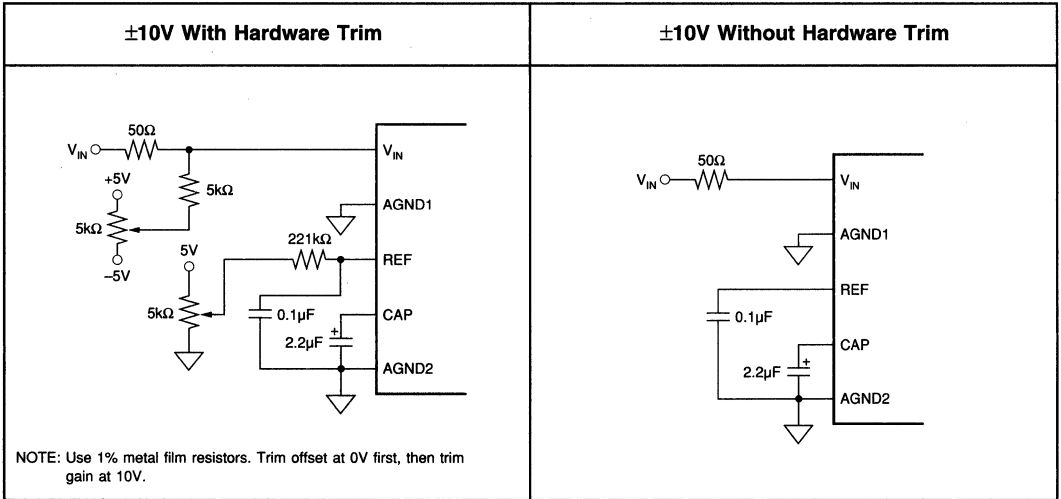 ±10V With Hardware Trim
50Ω
V_IN
V_IN
+5V
5kΩ
AGND1
5kΩ
221kΩ
–5V
5V
REF
5kΩ
0.1µF
CAP
+
2.2µF
AGND2
NOTE: Use 1% metal film resistors. Trim offset at 0V first, then trim
gain at 10V.
±10V Without Hardware Trim
50Ω
V_IN
V_IN
AGND1
REF
0.1µF
CAP
+
2.2µF
AGND2